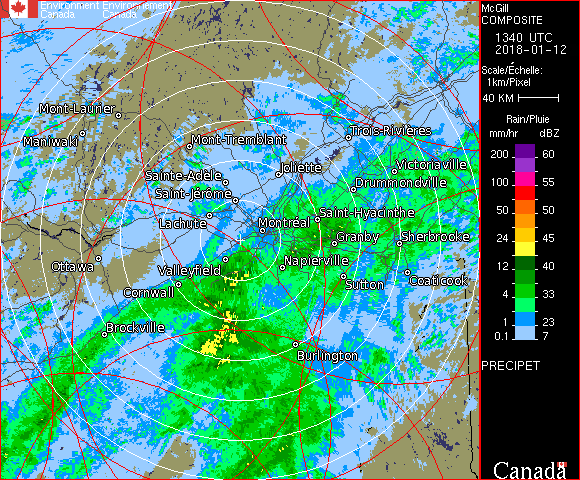 Environment Environnement
Canada Canada
McGill
COMPOSITE
1340 UTC
2018-01-12
Scale/Échelle:
1km/Pixel
40 KM
Rain/Pluie
mm/hr dBZ
200 60
100 55
50 50
24 45
12 40
4 33
1 23
0.1 7
PRECIPET
Canada
Mont-Laurier
Maniwaki
Mont-Tremblant
Trois-Rivières
Joliette
Victoriaville
Sainte-Adèle
Drummondville
Saint-Jérôme
Saint-Hyacinthe
Lachute
Montréal
Granby
Sherbrooke
Ottawa
Valleyfield
Napierville
Coaticook
Sutton
Cornwall
Brockville
Burlington